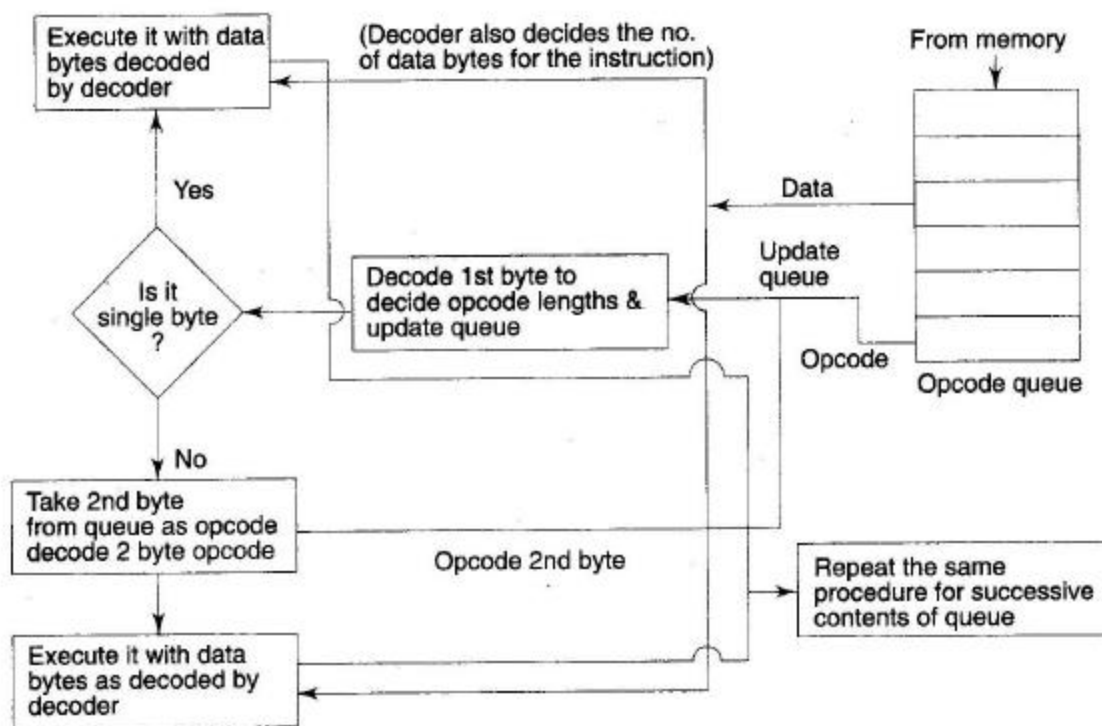 Execute it with data
bytes decoded
by decoder
(Decoder also decides the no.
of data bytes for the instruction)
From memory
Yes
Data
Is it
single byte
?
Decode 1st byte to
decide opcode lengths &
update queue
Update
queue
Opcode
Opcode queue
No
Take 2nd byte
from queue as opcode
decode 2 byte opcode
Opcode 2nd byte
Repeat the same
procedure for successive
contents of queue
Execute it with data
bytes as decoded by
decoder